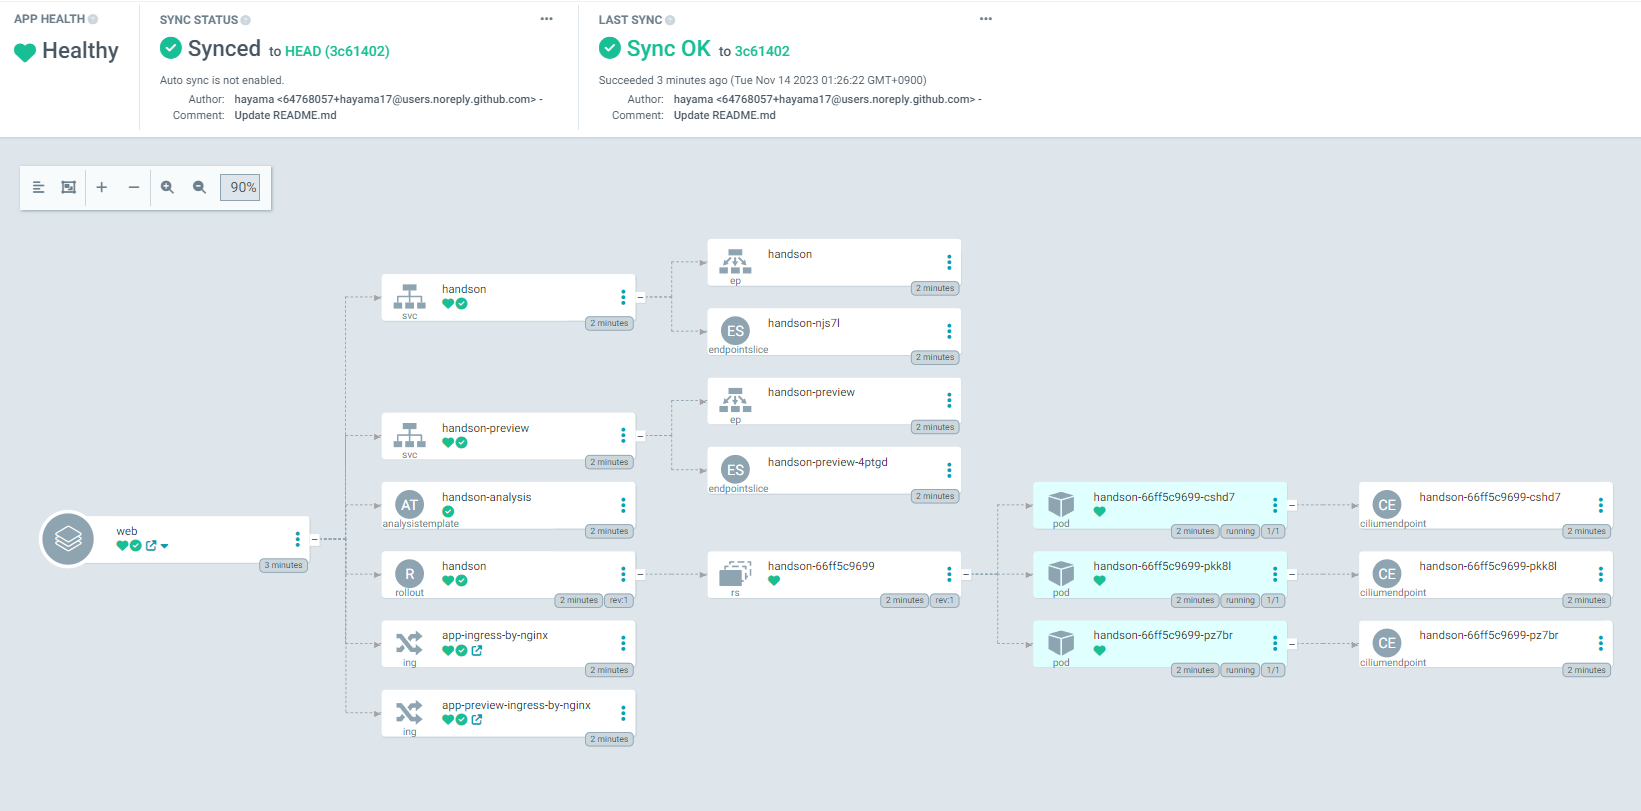 APP HEALTH
Healthy
SYNC STATUS
Synced to HEAD (3c61402)
Auto sync is not enabled.
Author: hayama <64768057+hayama17@users.noreply.github.com> -
Comment: Update README.md
LAST SYNC
Sync OK to 3c61402
Succeeded 3 minutes ago (Tue Nov 14 2023 01:26:22 GMT+0900)
Author: hayama <64768057+hayama17@users.noreply.github.com> -
Comment: Update README.md
90%
web
3 minutes
handson
svc
2 minutes
handson-preview
svc
2 minutes
AT
handson-analysis
analysistemplate
2 minutes
R
handson
rollout
2 minutes rev:1
app-ingress-by-nginx
ing
2 minutes
app-preview-ingress-by-nginx
ing
2 minutes
handson
ep
2 minutes
ES
handson-njs7l
endpointslice
2 minutes
handson-preview
ep
2 minutes
ES
handson-preview-4ptgd
endpointslice
2 minutes
handson-66ff5c9699
rs
2 minutes rev:1
handson-66ff5c9699-cshd7
pod
2 minutes running 1/1
handson-66ff5c9699-pkk8l
pod
2 minutes running 1/1
handson-66ff5c9699-pz7br
pod
2 minutes running 1/1
CE
handson-66ff5c9699-cshd7
ciliumendpoint
2 minutes
CE
handson-66ff5c9699-pkk8l
ciliumendpoint
2 minutes
CE
handson-66ff5c9699-pz7br
ciliumendpoint
2 minutes